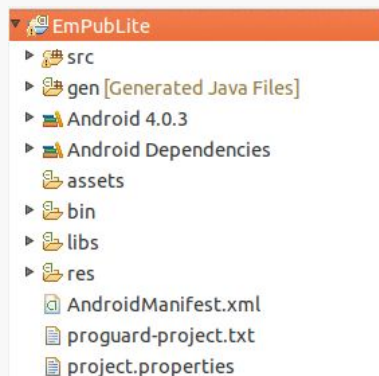 EmPubLite
src
gen [Generated Java Files]
Android 4.0.3
Android Dependencies
assets
bin
libs
res
AndroidManifest.xml
proguard-project.txt
project.properties